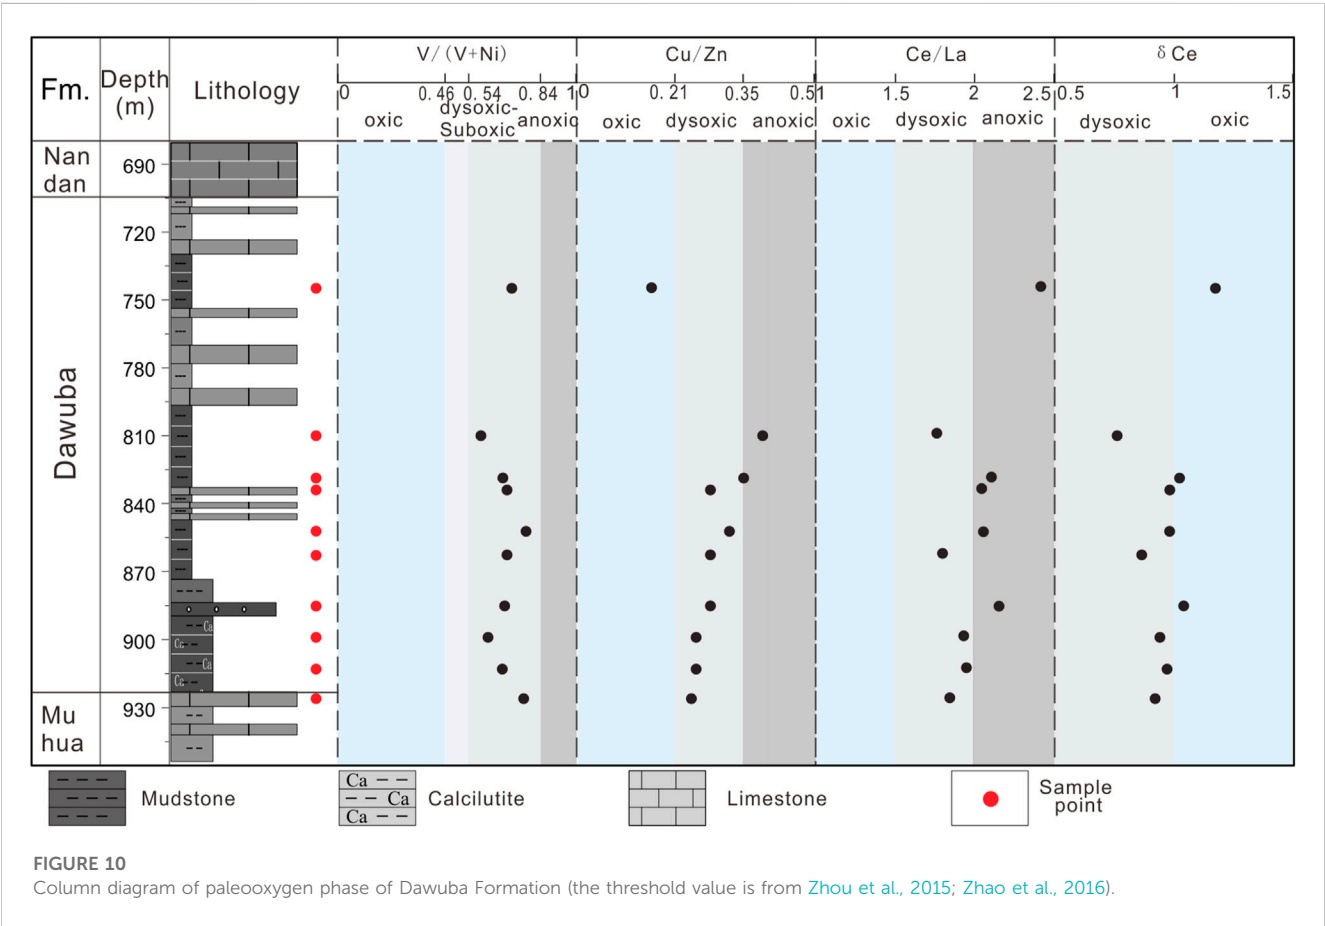 Fm.
Depth
(m)
Lithology
V/(V+Ni)
Cu/Zn
Ce/La
δCe
0
0.46
0.54
0.84
1
0
0.21
0.35
0.5
1
1.5
2
2.5
0.5
1
1.5
oxic
dysoxic-
Suboxic
anoxic
oxic
dysoxic
anoxic
oxic
dysoxic
anoxic
dysoxic
oxic
Nan
dan
690
720
750
780
Dawuba
810
840
870
900
Ca
Ca
Ca
Ca
930
Mu
hua
Mudstone
Ca
Ca
Ca
Calcilutite
Limestone
Sample
point
FIGURE 10
Column diagram of paleooxygen phase of Dawuba Formation (the threshold value is from Zhou et al., 2015; Zhao et al., 2016).